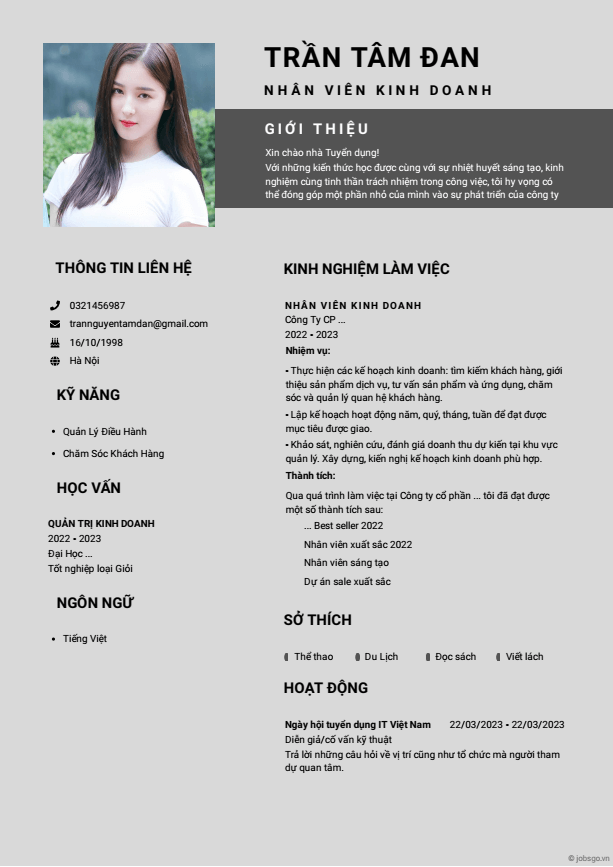 TRẦN TÂM ĐAN
NHÂN VIÊN KINH DOANH
GIỚI THIỆU
Xin chào nhà Tuyển dụng!
Với những kiến thức học được cùng với sự nhiệt huyết sáng tạo, kinh
nghiệm cùng tinh thần trách nhiệm trong công việc, tôi hy vọng có
thể đóng góp một phần nhỏ của mình vào sự phát triển của công ty
THÔNG TIN LIÊN HỆ
0321456987
trannguyentamdan@gmail.com
16/10/1998
Hà Nội
KỸ NĂNG
• Quản Lý Điều Hành
• Chăm Sóc Khách Hàng
HỌC VẤN
QUẢN TRỊ KINH DOANH
2022 • 2023
Đại Học ...
Tốt nghiệp loại Giỏi
NGÔN NGỮ
• Tiếng Việt
KINH NGHIỆM LÀM VIỆC
NHÂN VIÊN KINH DOANH
Công Ty CP ...
2022 • 2023
Nhiệm vụ:
• Thực hiện các kế hoạch kinh doanh: tìm kiếm khách hàng, giới
thiệu sản phẩm dịch vụ, tư vấn sản phẩm và ứng dụng, chăm
sóc và quản lý quan hệ khách hàng.
• Lập kế hoạch hoạt động năm, quý, tháng, tuần để đạt được
mục tiêu được giao.
• Khảo sát, nghiên cứu, đánh giá doanh thu dự kiến tại khu vực
quản lý. Xây dựng, kiến nghị kế hoạch kinh doanh phù hợp.
Thành tích:
Qua quá trình làm việc tại Công ty cổ phần ... tôi đã đạt được
một số thành tích sau:
... Best seller 2022
Nhân viên xuất sắc 2022
Nhân viên sáng tạo
Dự án sale xuất sắc
SỞ THÍCH
Thể thao Du Lịch Đọc sách Viết lách
HOẠT ĐỘNG
Ngày hội tuyển dụng IT Việt Nam 22/03/2023 • 22/03/2023
Diễn giả/cố vấn kỹ thuật
Trả lời những câu hỏi về vị trí cũng như tổ chức mà người tham
dự quan tâm.
© jobsgo.vn